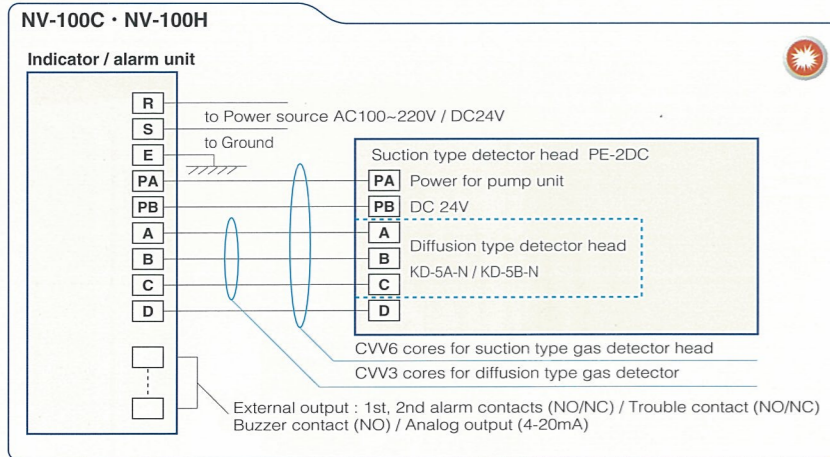 NV-100C・NV-100H
Indicator / alarm unit
R
to Power source AC100~220V / DC24V
S
to Ground
E
Suction type detector head PE-2DC
PA
PA Power for pump unit
PB
PB DC 24V
A
A
Diffusion type detector head
B
B
KD-5A-N / KD-5B-N
C
C
D
D
CVV6 cores for suction type gas detector head
CVV3 cores for diffusion type gas detector
External output : 1st, 2nd alarm contacts (NO/NC) / Trouble contact (NO/NC)
Buzzer contact (NO) / Analog output (4-20mA)